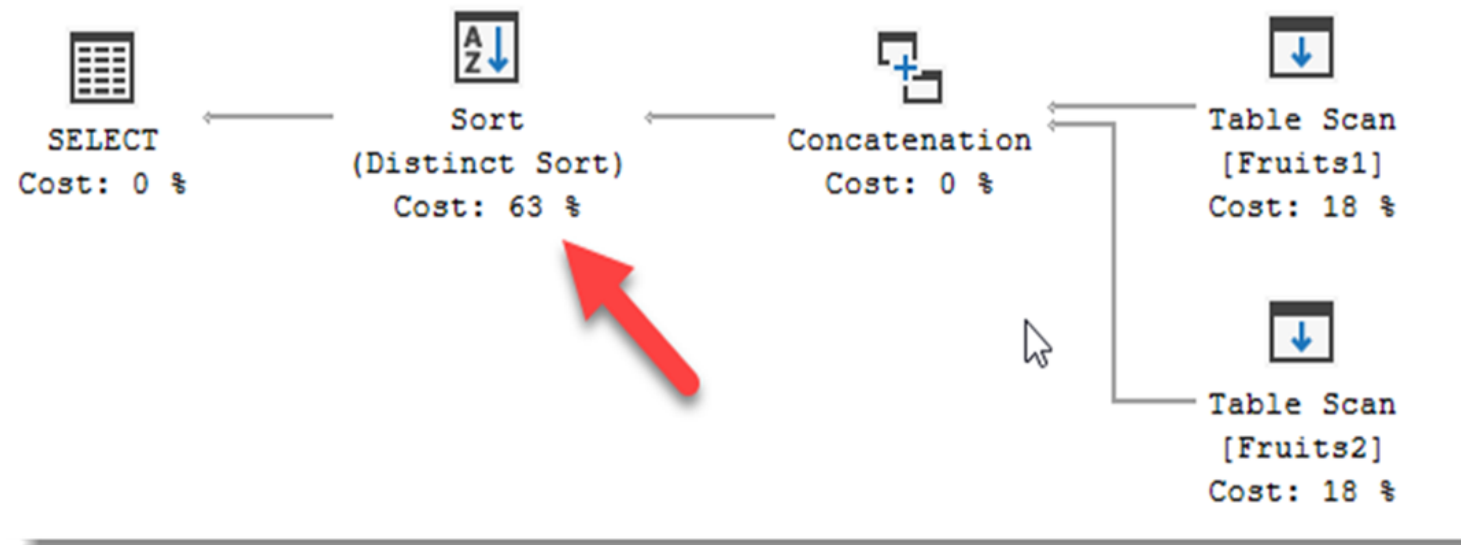 SELECT
Cost: 0 %
A
Z
Sort
(Distinct Sort)
Cost: 63 %
Concatenation
Cost: 0 %
Table Scan
[Fruits1]
Cost: 18 %
Table Scan
[Fruits2]
Cost: 18 %